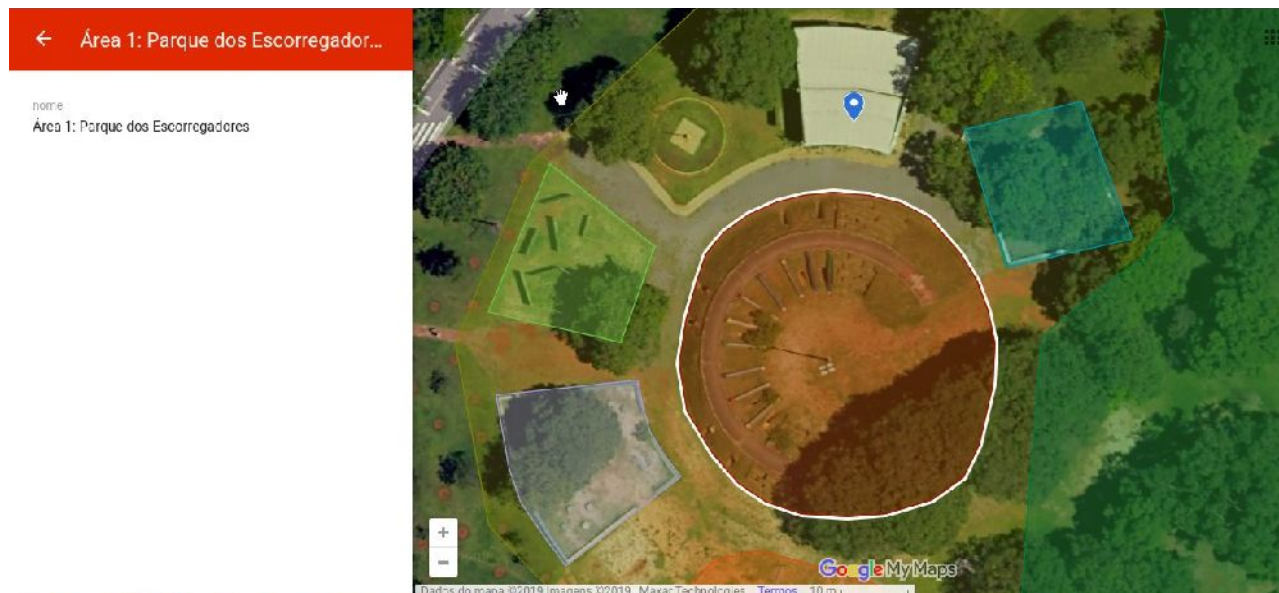 Área 1: Parque dos Escorregador...
nome
Área 1: Parque dos Escorregadores
Google My Maps
Dados do mapa ©2019 Imagens ©2019, Maxar Technologies Termos 10 m